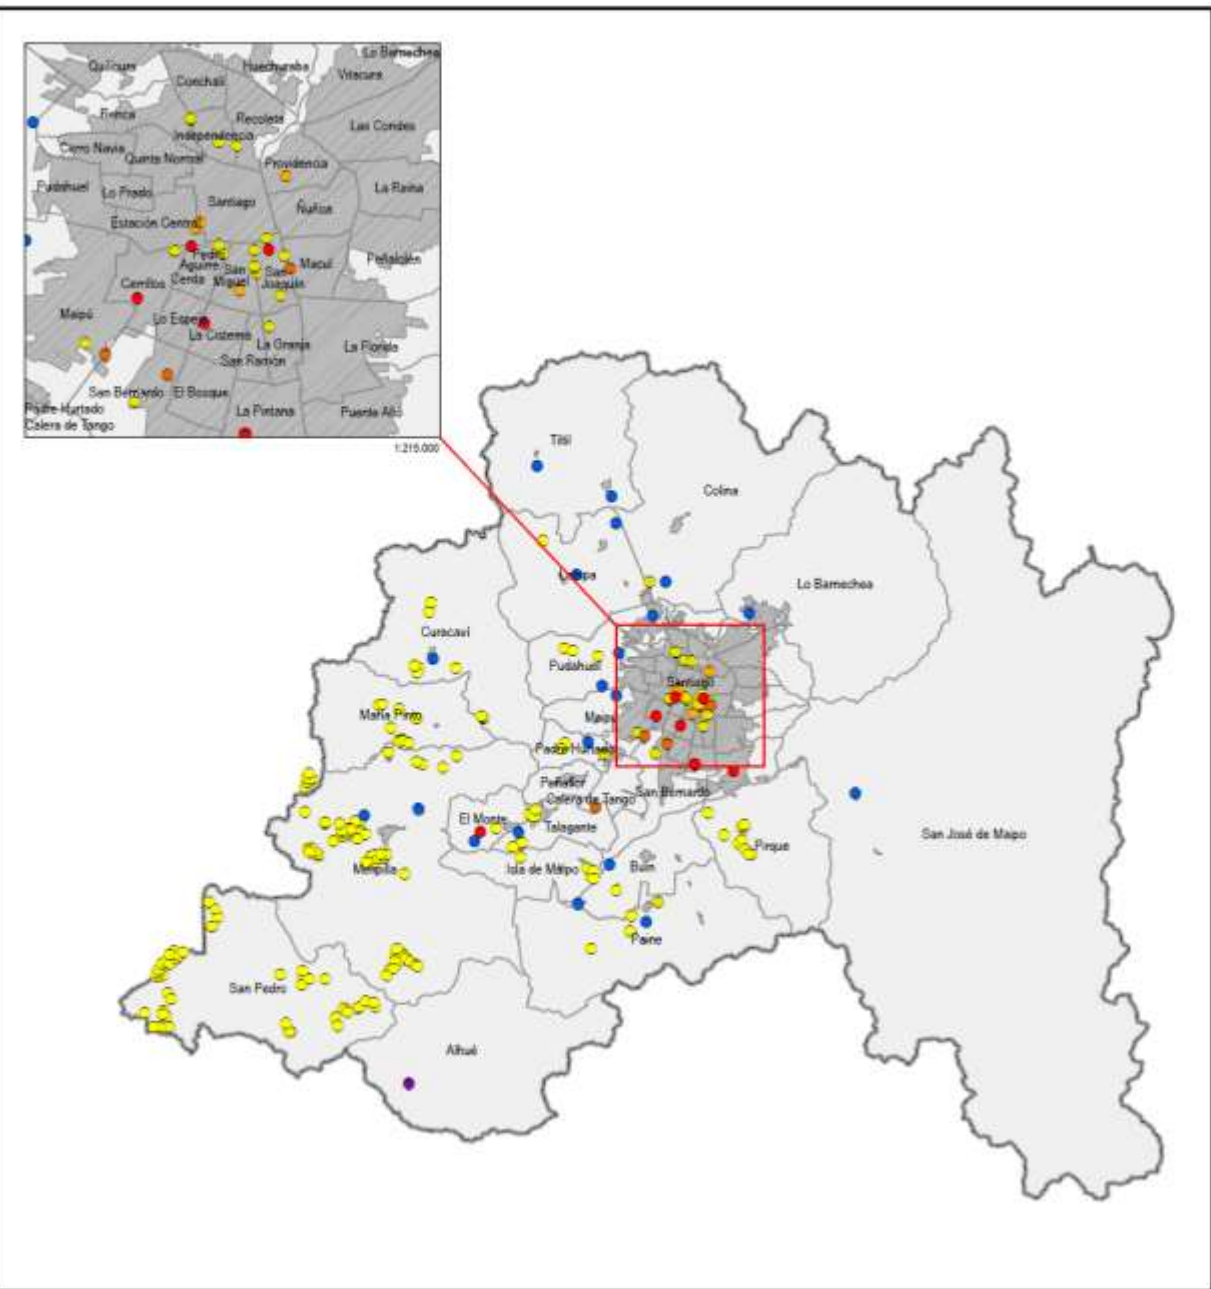 Lo Barnechea
Quilicura
Huechuraba
Vitacura
Conchalí
Renca
Recoleta
Las Condes
Independencia
Cerro Navia
Quinta Normal
Providencia
Pudahuel
Lo Prado
La Reina
Santiago
Ñuñoa
Estación Central
Pedro
Aguirre
Cerda
San
Miguel
San
Joaquín
Macul
Peñalolén
Cerrillos
Maipú
Lo Espejo
La Cisterna
La Granja
La Florida
San Ramón
San Bernardo
El Bosque
Padre Hurtado
La Pintana
Puente Alto
Calera de Tango
1:215.000
Tiltil
Colina
Lampa
Lo Barnechea
Curacaví
Pudahuel
Santiago
María Pinto
Maipú
Padre Hurtado
Peñaflor
Calera de Tango
San Bernardo
El Monte
Talagante
San José de Maipo
Pirque
Melipilla
Isla de Maipo
Buin
Paine
San Pedro
Alhué